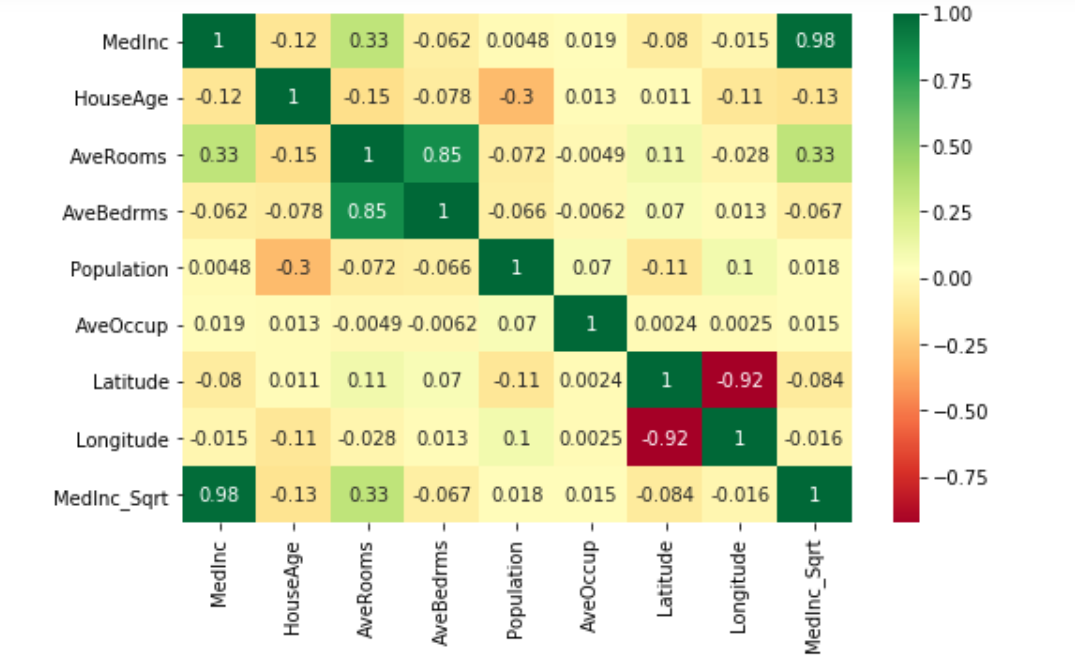 MedInc 1 -0.12 0.33 -0.062 0.0048 0.019 -0.08 -0.015 0.98
HouseAge -0.12 1 -0.15 -0.078 -0.3 0.013 0.011 -0.11 -0.13
AveRooms 0.33 -0.15 1 0.85 -0.072 -0.0049 0.11 -0.028 0.33
AveBedrms -0.062 -0.078 0.85 1 -0.066 -0.0062 0.07 0.013 -0.067
Population 0.0048 -0.3 -0.072 -0.066 1 0.07 -0.11 0.1 0.018
AveOccup 0.019 0.013 -0.0049 -0.0062 0.07 1 0.0024 0.0025 0.015
Latitude -0.08 0.011 0.11 0.07 -0.11 0.0024 1 -0.92 -0.084
Longitude -0.015 -0.11 -0.028 0.013 0.1 0.0025 -0.92 1 -0.016
MedInc_Sqrt 0.98 -0.13 0.33 -0.067 0.018 0.015 -0.084 -0.016 1
MedInc
HouseAge
AveRooms
AveBedrms
Population
AveOccup
Latitude
Longitude
MedInc_Sqrt
1.00
0.75
0.50
0.25
0.00
−0.25
−0.50
−0.75